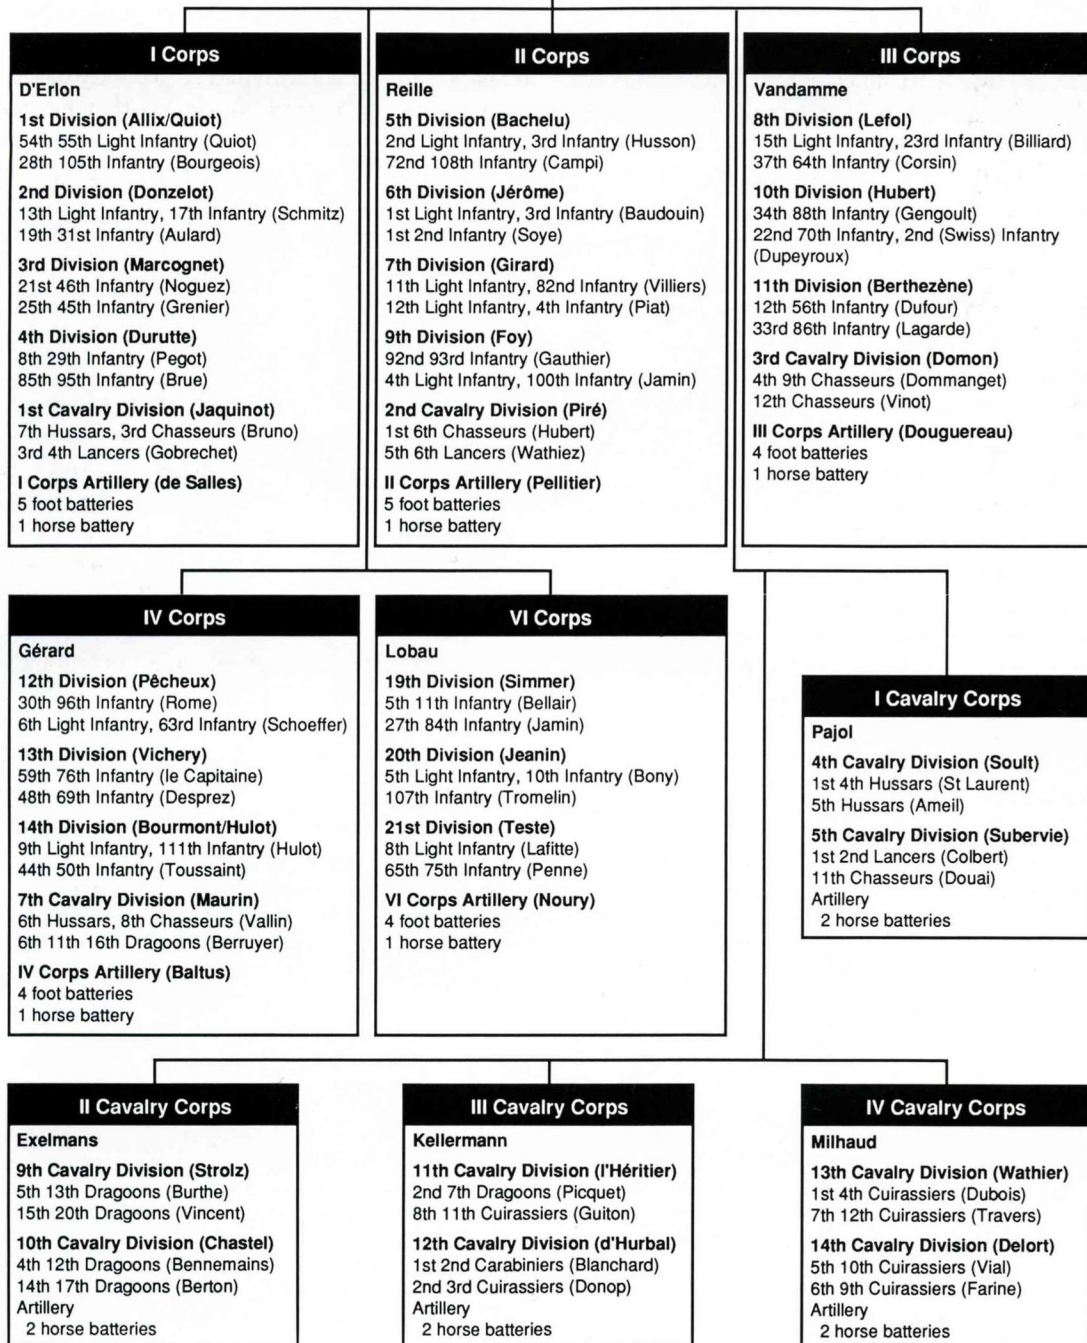 I Corps
D'Erlon
1st Division (Allix/Quiot)
54th 55th Light Infantry (Quiot)
28th 105th Infantry (Bourgeois)
2nd Division (Donzelot)
13th Light Infantry, 17th Infantry (Schmitz)
19th 31st Infantry (Aulard)
3rd Division (Marcognet)
21st 46th Infantry (Noguez)
25th 45th Infantry (Grenier)
4th Division (Durutte)
8th 29th Infantry (Pegot)
85th 95th Infantry (Brue)
1st Cavalry Division (Jaquinot)
7th Hussars, 3rd Chasseurs (Bruno)
3rd 4th Lancers (Gobrechet)
I Corps Artillery (de Salles)
5 foot batteries
1 horse battery
II Corps
Reille
5th Division (Bachelu)
2nd Light Infantry, 3rd Infantry (Husson)
72nd 108th Infantry (Campi)
6th Division (Jérôme)
1st Light Infantry, 3rd Infantry (Baudouin)
1st 2nd Infantry (Soye)
7th Division (Girard)
11th Light Infantry, 82nd Infantry (Villiers)
12th Light Infantry, 4th Infantry (Piat)
9th Division (Foy)
92nd 93rd Infantry (Gauthier)
4th Light Infantry, 100th Infantry (Jamin)
2nd Cavalry Division (Piré)
1st 6th Chasseurs (Hubert)
5th 6th Lancers (Wathiez)
II Corps Artillery (Pellitier)
5 foot batteries
1 horse battery
III Corps
Vandamme
8th Division (Lefol)
15th Light Infantry, 23rd Infantry (Billiard)
37th 64th Infantry (Corsin)
10th Division (Hubert)
34th 88th Infantry (Gengoult)
22nd 70th Infantry, 2nd (Swiss) Infantry
(Dupeyroux)
11th Division (Berthezène)
12th 56th Infantry (Dufour)
33rd 86th Infantry (Lagarde)
3rd Cavalry Division (Domon)
4th 9th Chasseurs (Dommanget)
12th Chasseurs (Vinot)
III Corps Artillery (Douguereau)
4 foot batteries
1 horse battery
IV Corps
Gérard
12th Division (Pêcheux)
30th 96th Infantry (Rome)
6th Light Infantry, 63rd Infantry (Schoeffer)
13th Division (Vichery)
59th 76th Infantry (le Capitaine)
48th 69th Infantry (Desprez)
14th Division (Bourmont/Hulot)
9th Light Infantry, 111th Infantry (Hulot)
44th 50th Infantry (Toussaint)
7th Cavalry Division (Maurin)
6th Hussars, 8th Chasseurs (Vallin)
6th 11th 16th Dragoons (Berruyer)
IV Corps Artillery (Baltus)
4 foot batteries
1 horse battery
VI Corps
Lobau
19th Division (Simmer)
5th 11th Infantry (Bellair)
27th 84th Infantry (Jamin)
20th Division (Jeanin)
5th Light Infantry, 10th Infantry (Bony)
107th Infantry (Tromelin)
21st Division (Teste)
8th Light Infantry (Lafitte)
65th 75th Infantry (Penne)
VI Corps Artillery (Noury)
4 foot batteries
1 horse battery
I Cavalry Corps
Pajol
4th Cavalry Division (Soult)
1st 4th Hussars (St Laurent)
5th Hussars (Ameil)
5th Cavalry Division (Subervie)
1st 2nd Lancers (Colbert)
11th Chasseurs (Douai)
Artillery
2 horse batteries
II Cavalry Corps
Exelmans
9th Cavalry Division (Strolz)
5th 13th Dragoons (Burthe)
15th 20th Dragoons (Vincent)
10th Cavalry Division (Chastel)
4th 12th Dragoons (Bennemains)
14th 17th Dragoons (Berton)
Artillery
2 horse batteries
III Cavalry Corps
Kellermann
11th Cavalry Division (l'Héritier)
2nd 7th Dragoons (Picquet)
8th 11th Cuirassiers (Guiton)
12th Cavalry Division (d'Hurbal)
1st 2nd Carabiniers (Blanchard)
2nd 3rd Cuirassiers (Donop)
Artillery
2 horse batteries
IV Cavalry Corps
Milhaud
13th Cavalry Division (Wathier)
1st 4th Cuirassiers (Dubois)
7th 12th Cuirassiers (Travers)
14th Cavalry Division (Delort)
5th 10th Cuirassiers (Vial)
6th 9th Cuirassiers (Farine)
Artillery
2 horse batteries